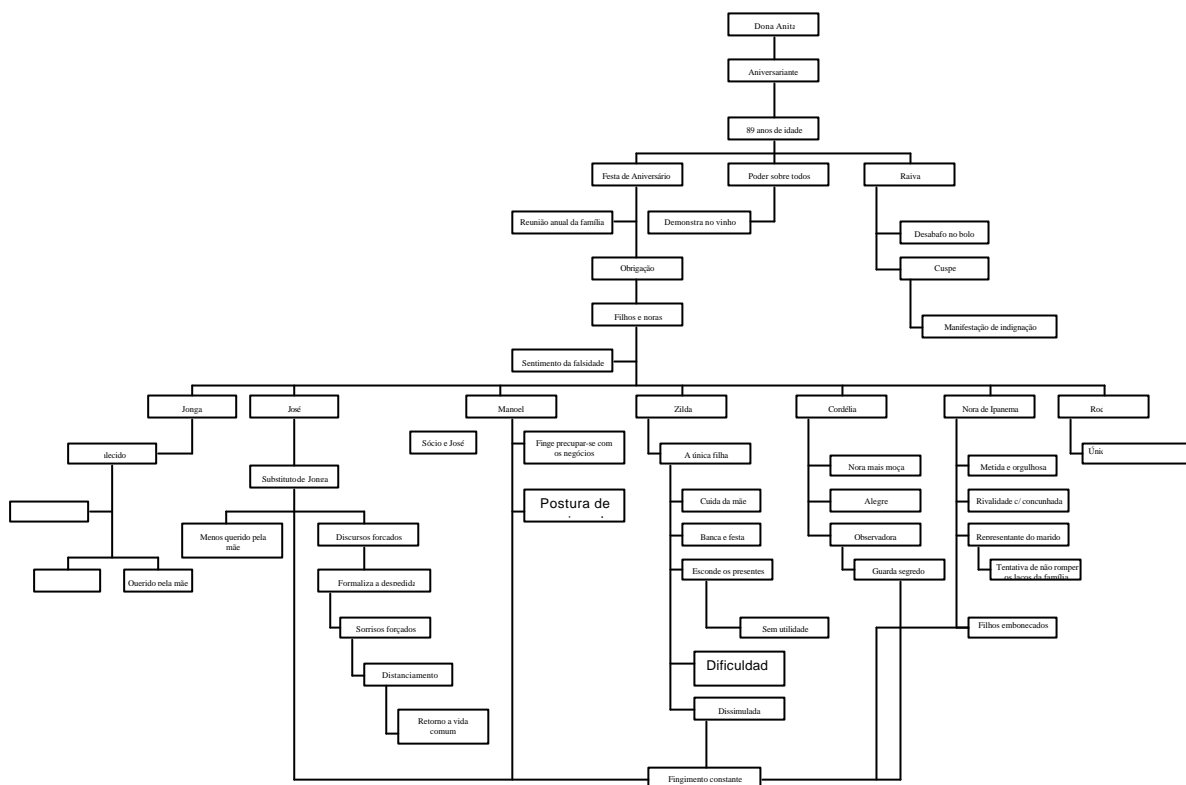 Dona Anita
Aniversariante
89 anos de idade
Festa de Aniversário
Poder sobre todos
Raiva
Reunião anual da família
Demonstra no vinho
Desabafo no bolo
Obrigação
Cuspe
Filhos e noras
Manifestação de indignação
Sentimento da falsidade
Jonga
José
Manoel
Zilda
Cordélia
Nora de Ipanema
Sócio e José
Finge precupar-se com
os negócios
A única filha
Nora mais moça
Metida e orgulhosa
Substituto de Jonga
Postura de
Cuida da mãe
Alegre
Rivalidade c/ concunhada
Menos querido pela
mãe
Discursos forcados
Banca e festa
Observadora
Representante do marido
Querido pela mãe
Formaliza a despedida
Esconde os presentes
Guarda segredo
Tentativa de não romper
os laços da família
Sorrisos forçados
Sem utilidade
Filhos embonecados
Distanciamento
Dificuldad
Retorno a vida
comum
Dissimulada
Fingimento constante